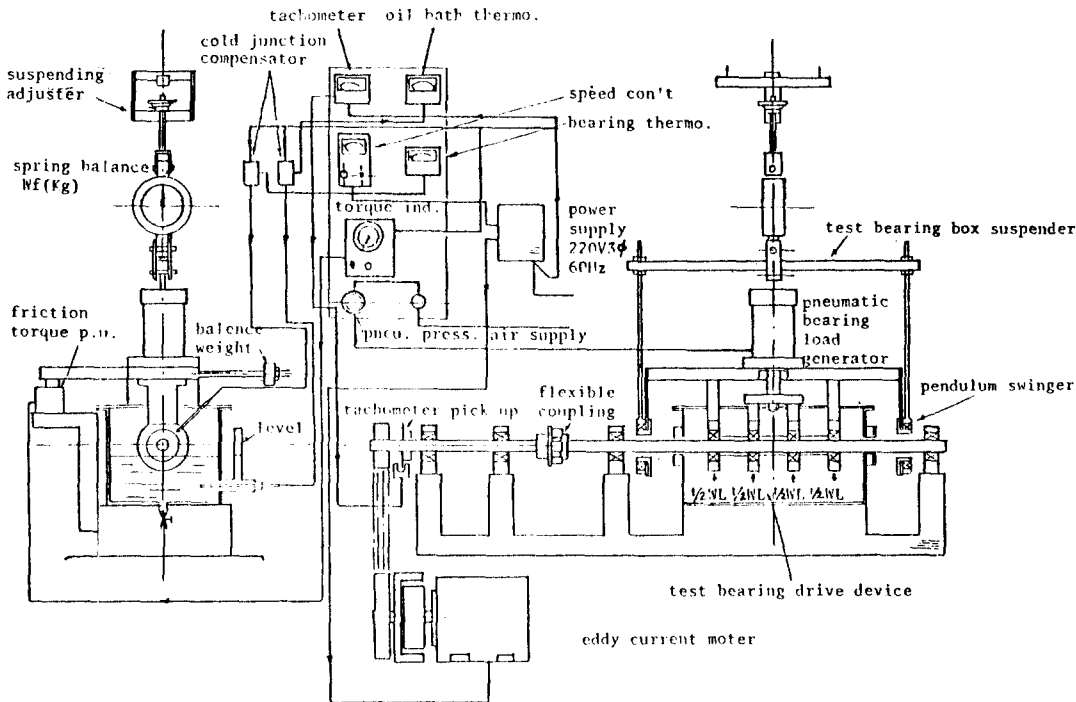 tachometer oil bath thermo.
cold junction
compensator
suspending
adjuster
speed con't
bearing thermo.
spring balance
Wf(Kg)
torque ind.
power
supply
220V3ϕ
60Hz
test bearing box suspender
friction
torque p.u.
balence
weight
pneu. press. air supply
pneumatic
bearing
load
generator
pendulum swinger
flexible
coupling
tachometer pick up
level
½WL ½WL ½WL ½WL
test bearing drive device
eddy current moter